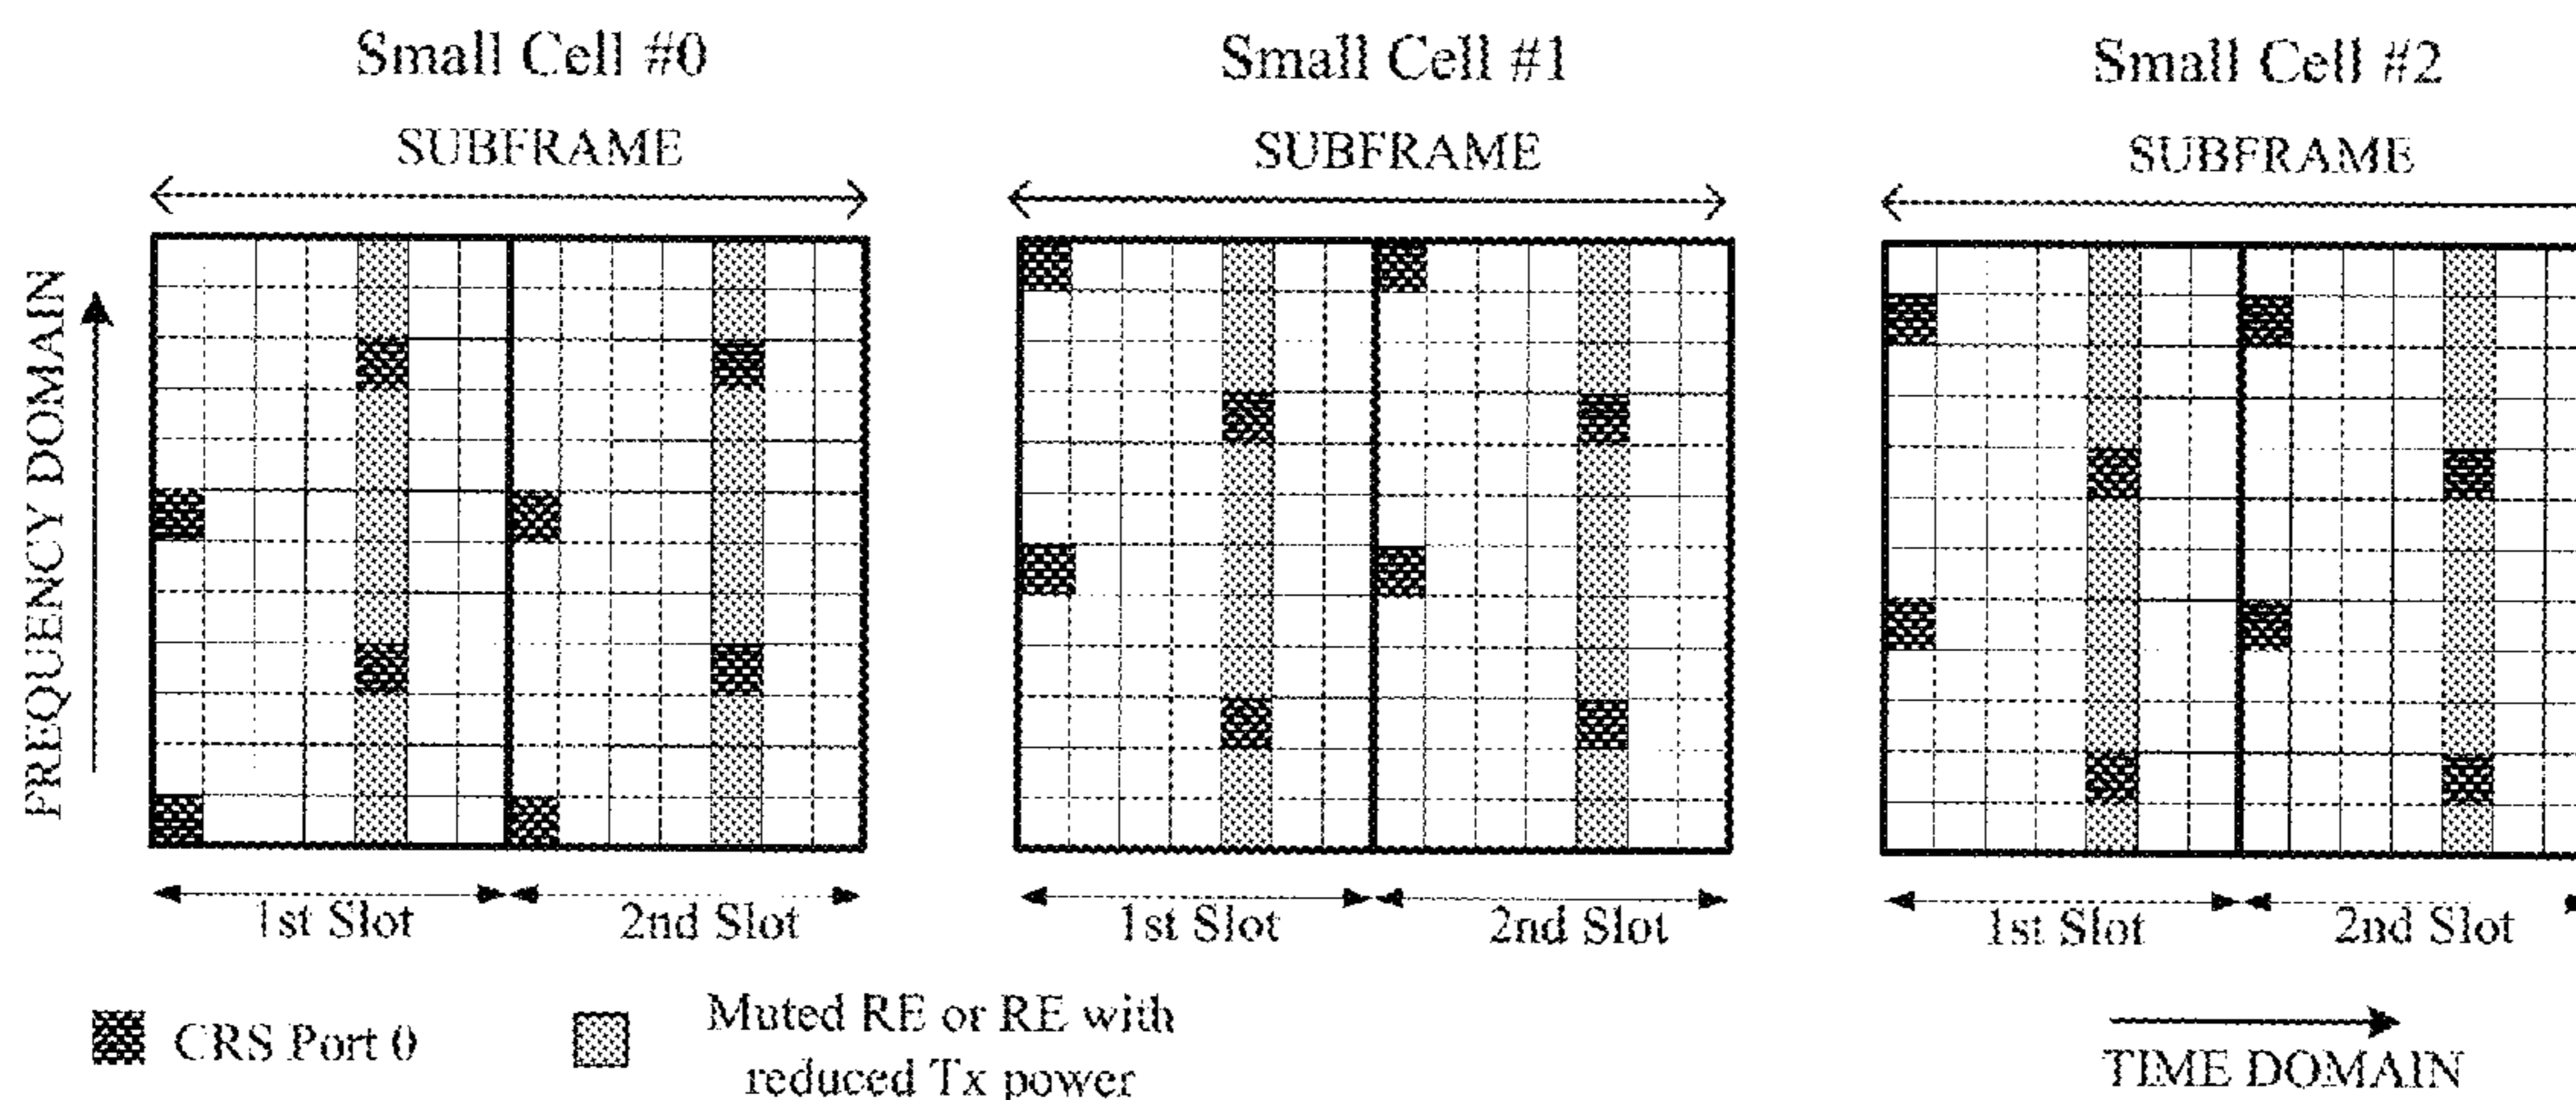 Small Cell #0
Small Cell #1
Small Cell #2
SUBFRAME
SUBFRAME
SUBFRAME
FREQUENCY DOMAIN
1st Slot
2nd Slot
1st Slot
2nd Slot
1st Slot
2nd Slot
CRS Port 0
Muted RE or RE with
reduced Tx power
TIME DOMAIN